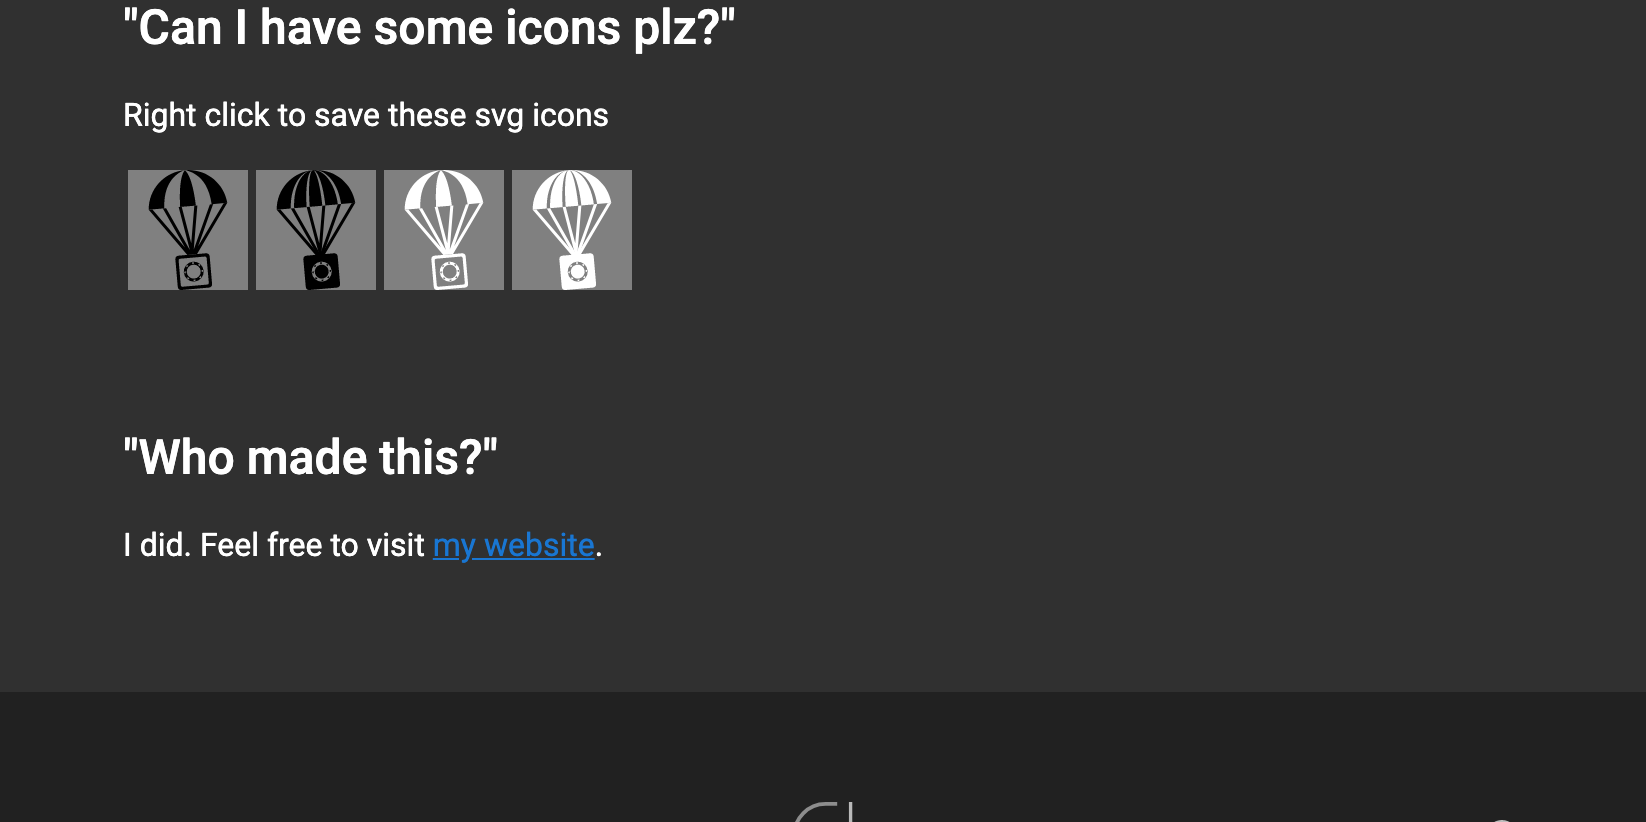 "Can I have some icons plz?"
Right click to save these svg icons
"Who made this?"
I did. Feel free to visit my website.